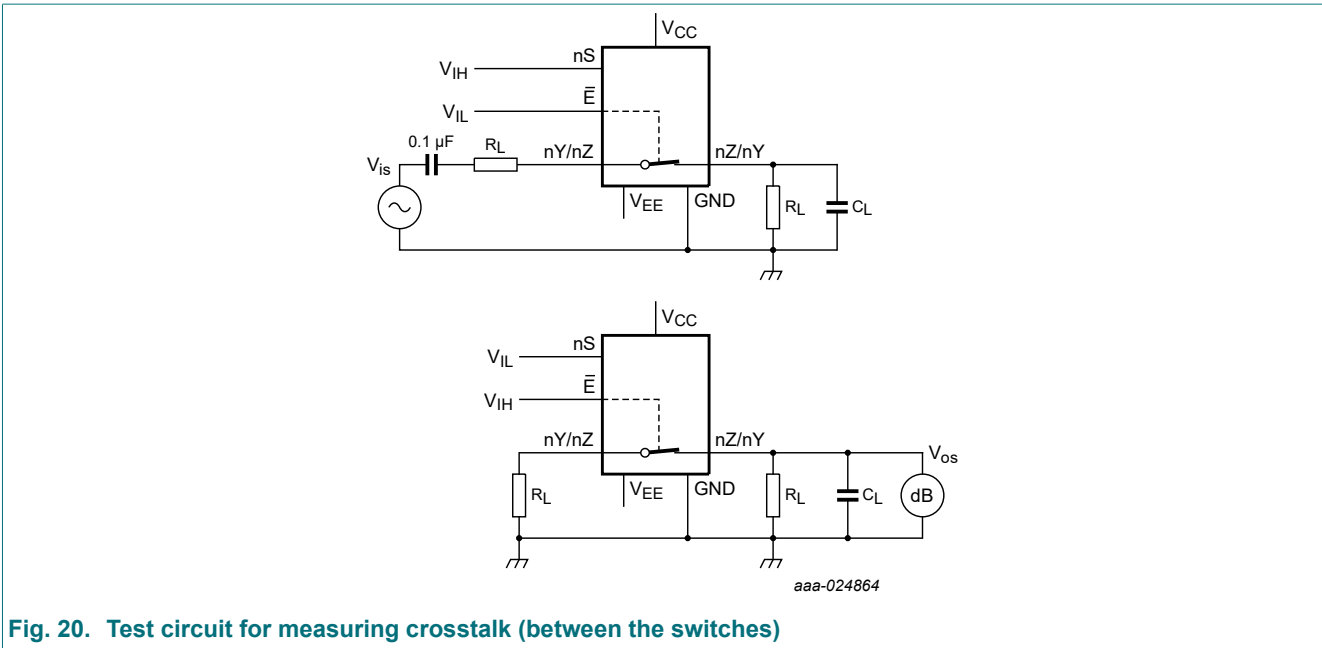 VCC
nS
VIH
Ē
VIL
0.1 µF
RL
nY/nZ
nZ/nY
Vis
VEE
GND
RL
CL
VCC
nS
VIL
Ē
VIH
nY/nZ
nZ/nY
Vos
RL
VEE
GND
RL
CL
dB
aaa-024864
Fig. 20. Test circuit for measuring crosstalk (between the switches)